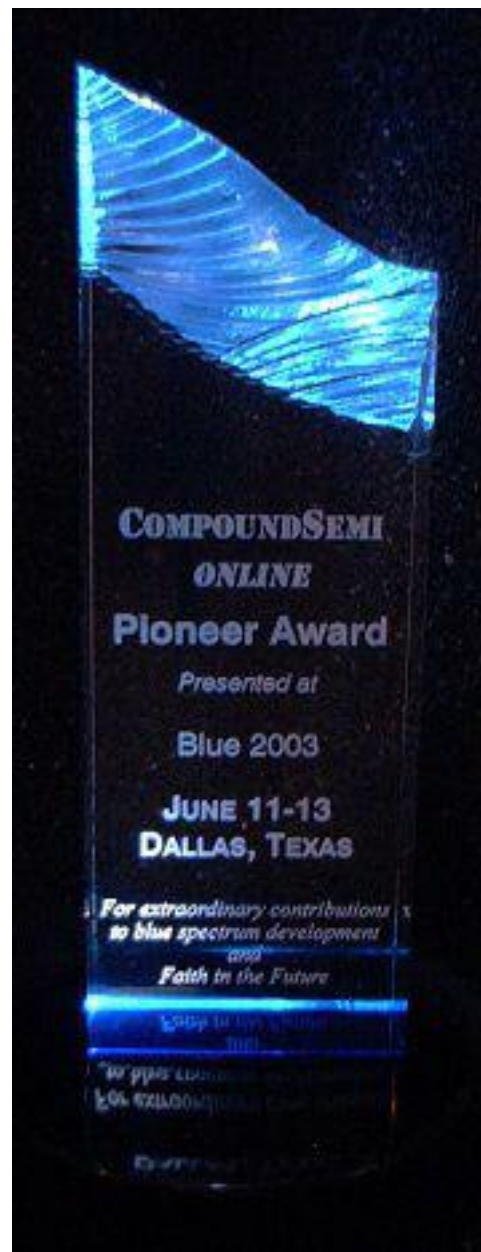 COMPOUNDSEMI
ONLINE
Pioneer Award
Presented at
Blue 2003
JUNE 11-13
DALLAS, TEXAS
For extraordinary contributions
to blue spectrum development
and
Faith in the Future